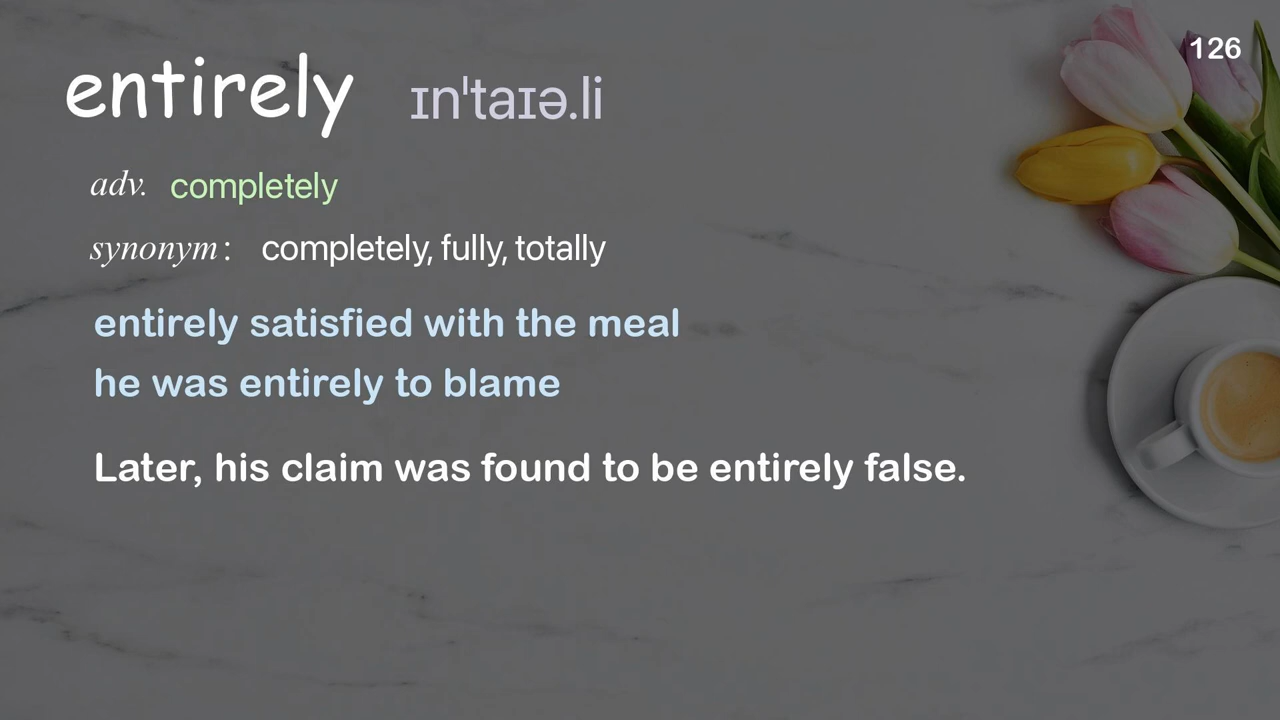 126
entirely ɪnˈtaɪə.li
adv. completely
synonym: completely, fully, totally
entirely satisfied with the meal
he was entirely to blame
Later, his claim was found to be entirely false.